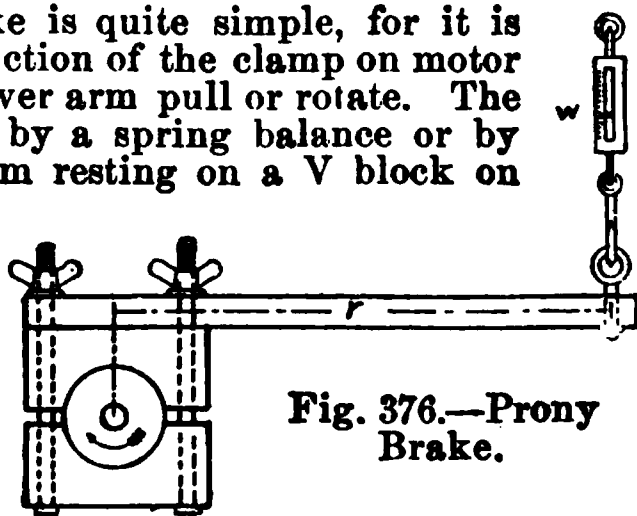 ke is quite simple, for it is
ction of the clamp on motor
ver arm pull or rotate. The
by a spring balance or by
m resting on a V block on
w
r
Fig. 376.—Prony
Brake.